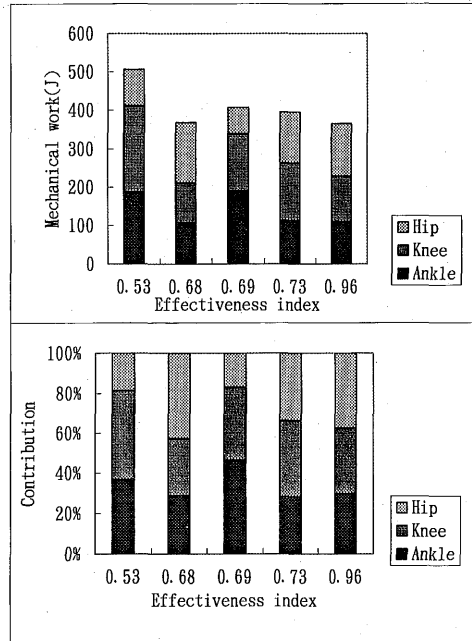 600
500
400
300
200
100
0
Mechanical work(J)
Hip
Knee
Ankle
0.53 0.68 0.69 0.73 0.96
Effectiveness index
100%
80%
60%
40%
20%
0%
Contribution
Hip
Knee
Ankle
0.53 0.68 0.69 0.73 0.96
Effectiveness index